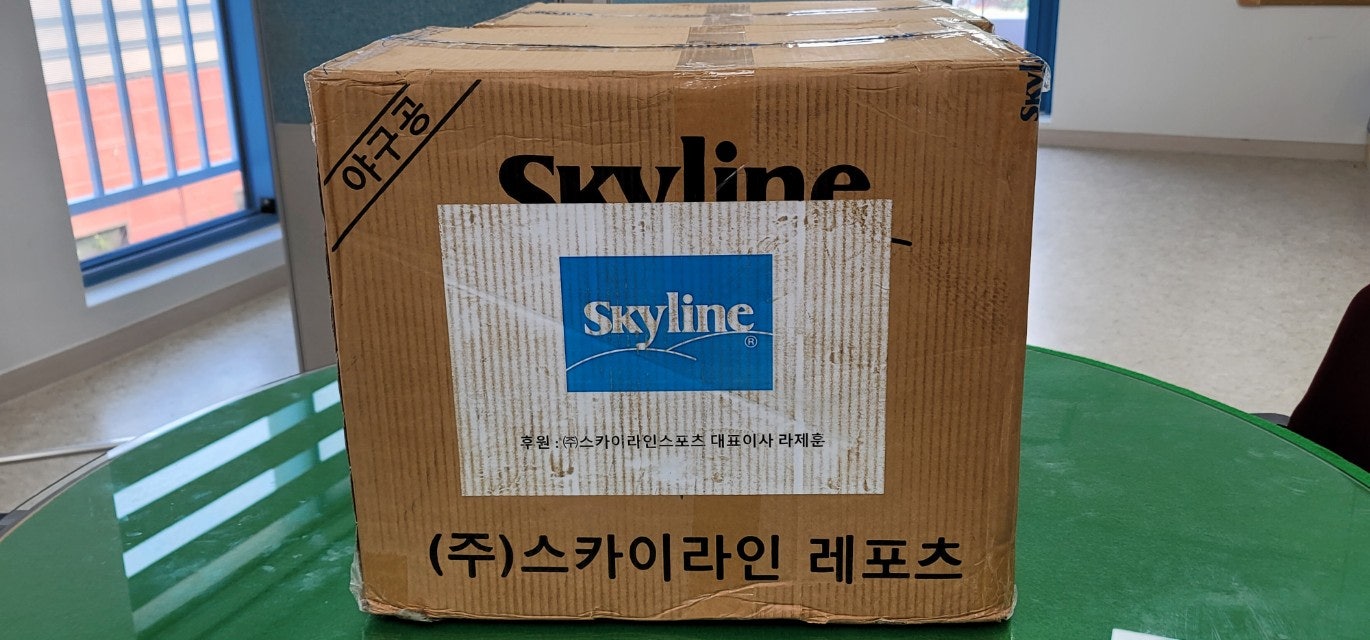 야구공
Skyline
Skyline
Skyline ®
후원 : ㈜스카이라인스포츠 대표이사 라제훈
(주)스카이라인 레포츠